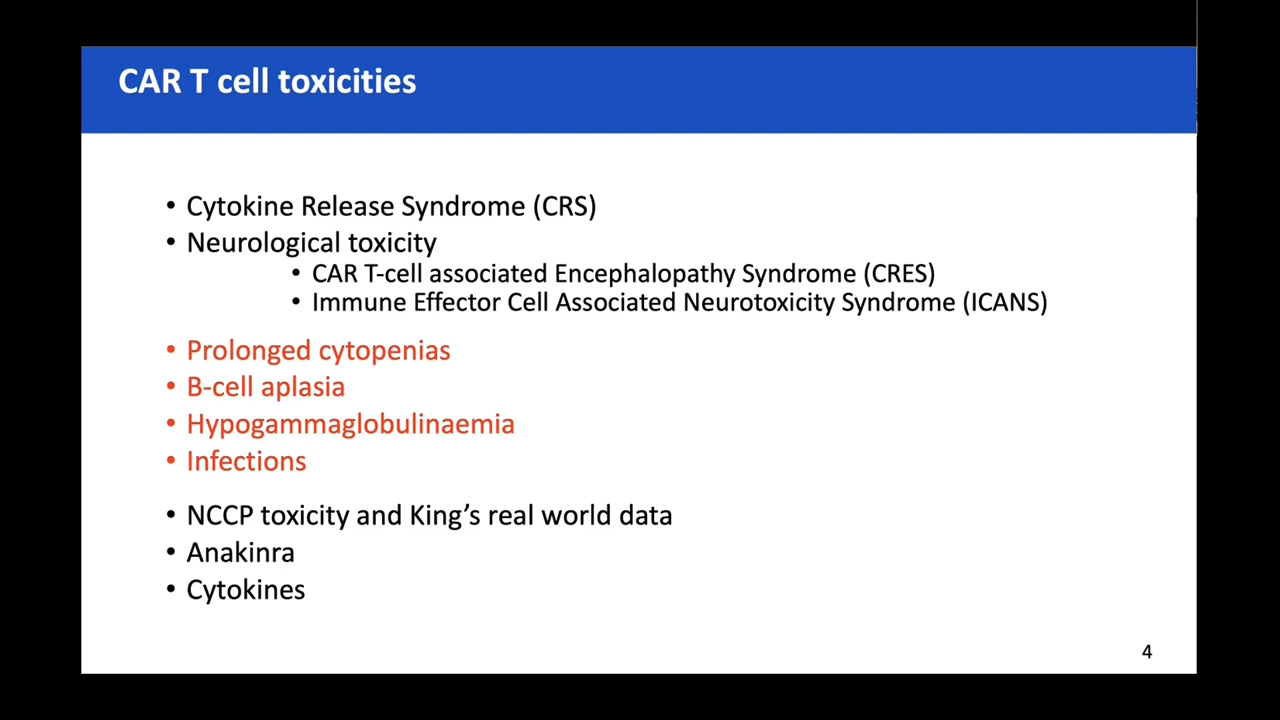 CAR T cell toxicities
• Cytokine Release Syndrome (CRS)
• Neurological toxicity
• CAR T-cell associated Encephalopathy Syndrome (CRES)
• Immune Effector Cell Associated Neurotoxicity Syndrome (ICANS)
• Prolonged cytopenias
• B-cell aplasia
• Hypogammaglobulinaemia
• Infections
• NCCP toxicity and King’s real world data
• Anakinra
• Cytokines
4